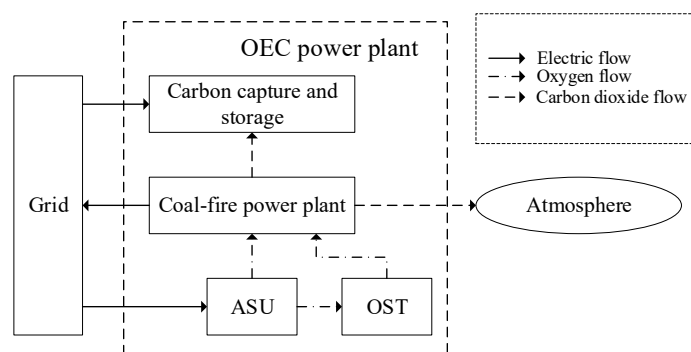 OEC power plant
Electric flow
Oxygen flow
Carbon dioxide flow
Carbon capture and
storage
Grid
Coal-fire power plant
Atmosphere
ASU
OST